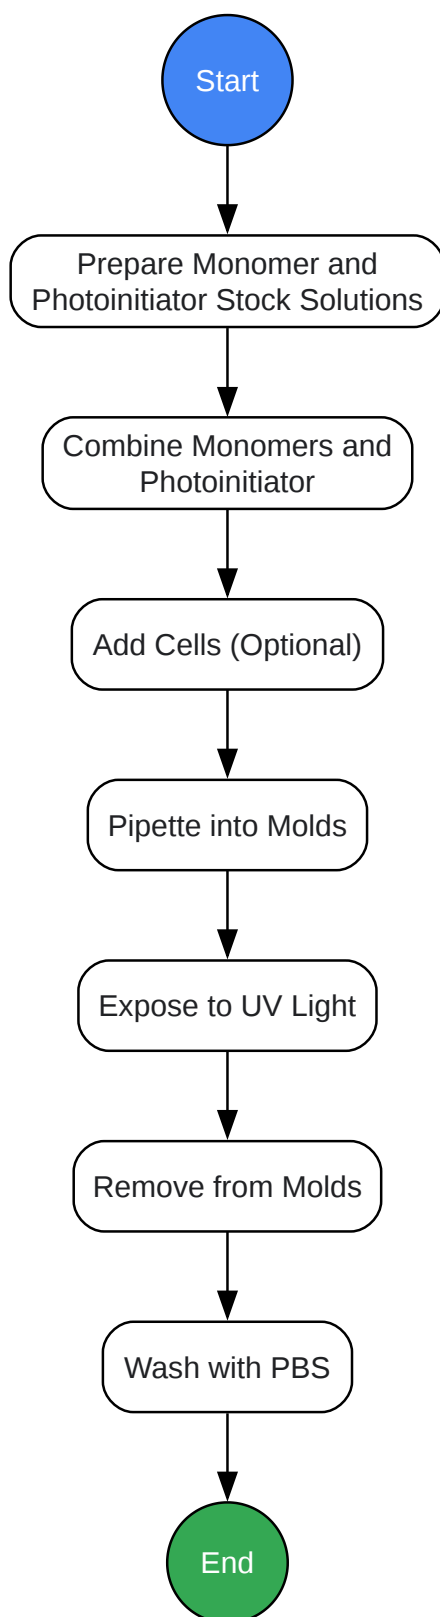 Start
Prepare Monomer and
Photoinitiator Stock Solutions
Combine Monomers and
Photoinitiator
Add Cells (Optional)
Pipette into Molds
Expose to UV Light
Remove from Molds
Wash with PBS
End